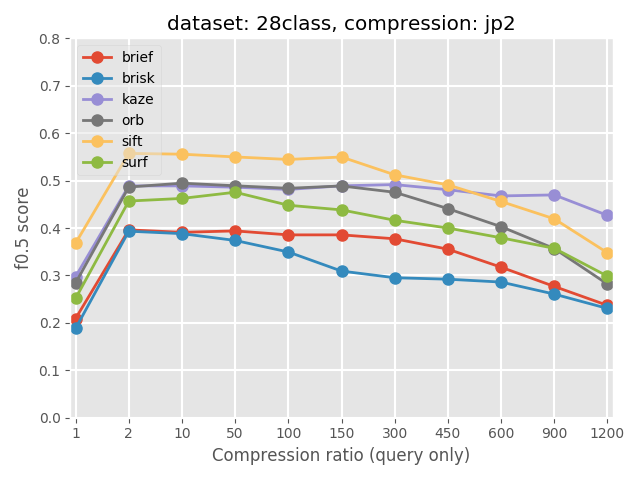 dataset: 28class, compression: jp2
0.8
0.7
0.6
0.5
0.4
0.3
0.2
0.1
0.0
f0.5 score
brief
brisk
kaze
orb
sift
surf
1 2 10 50 100 150 300 450 600 900 1200
Compression ratio (query only)